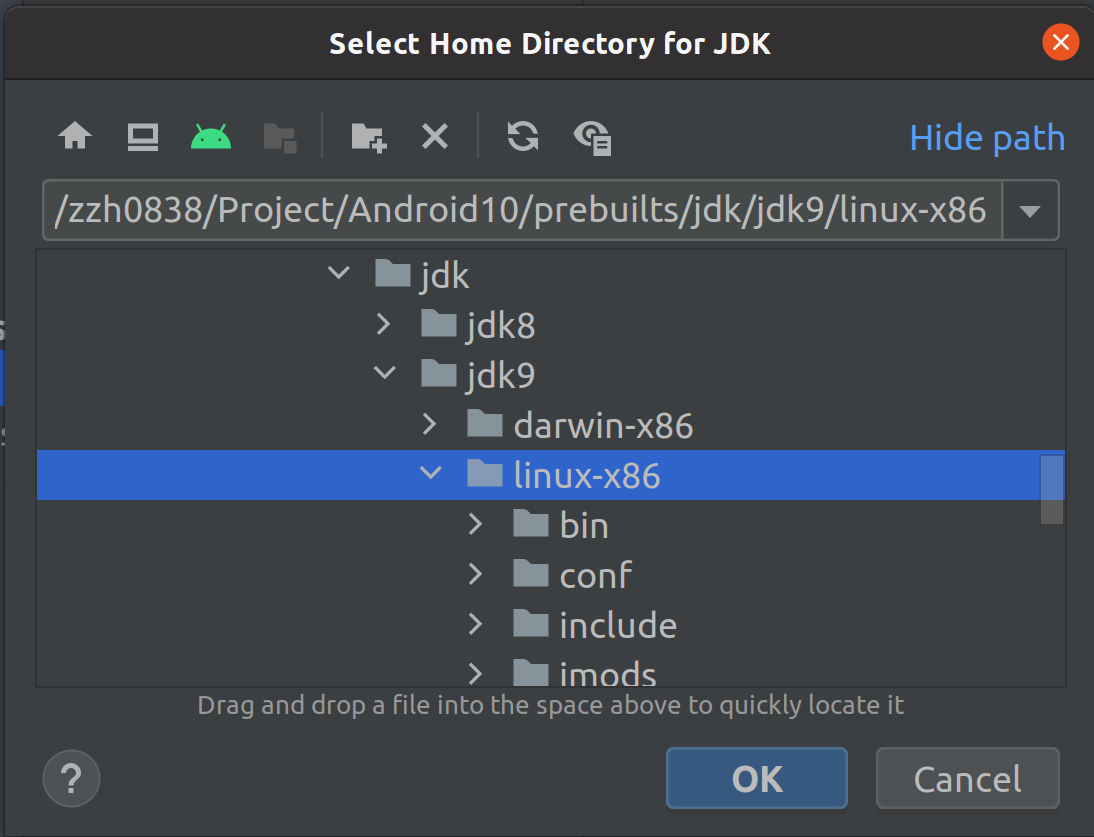 Select Home Directory for JDK
Hide path
/zzh0838/Project/Android10/prebuilts/jdk/jdk9/linux-x86
jdk
jdk8
jdk9
darwin-x86
linux-x86
bin
conf
include
jmods
Drag and drop a file into the space above to quickly locate it
?
OK
Cancel